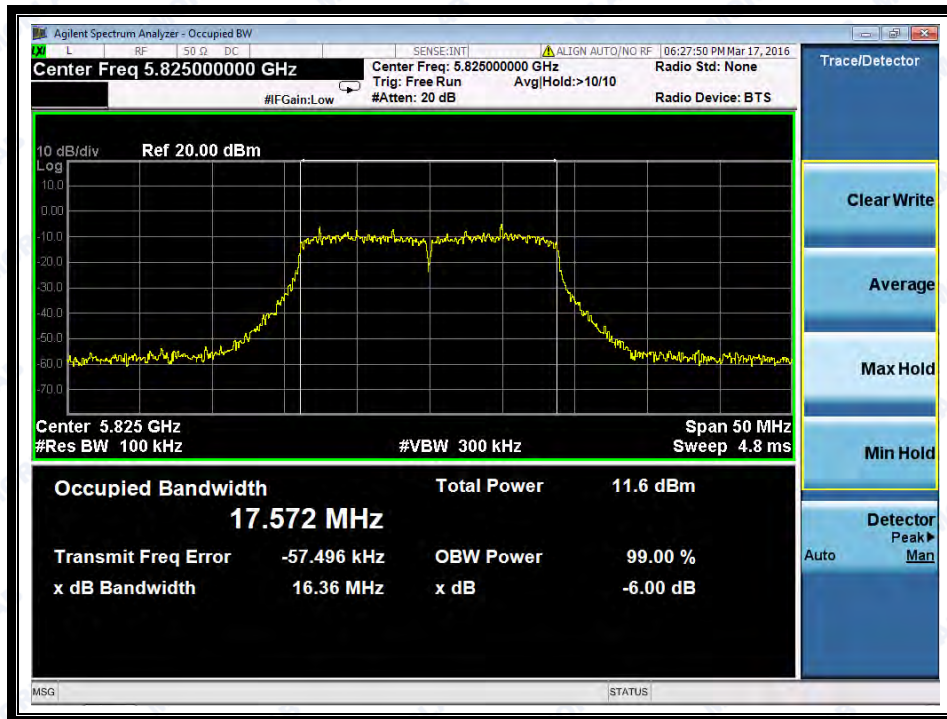 Agilent Spectrum Analyzer - Occupied BW
LXI L RF 50 Ω DC SENSE:INT ALIGN AUTO/NO RF 06:27:50 PM Mar 17, 2016
Center Freq 5.825000000 GHz
Center Freq: 5.825000000 GHz
Radio Std: None
Trig: Free Run Avg|Hold:>10/10
#IFGain:Low
#Atten: 20 dB
Radio Device: BTS
10 dB/div Ref 20.00 dBm
Log
10.0
0.00
-10.0
-20.0
-30.0
-40.0
-50.0
-60.0
-70.0
Center 5.825 GHz Span 50 MHz
#Res BW 100 kHz #VBW 300 kHz Sweep 4.8 ms
Occupied Bandwidth Total Power 11.6 dBm
17.572 MHz
Transmit Freq Error -57.496 kHz OBW Power 99.00 %
x dB Bandwidth 16.36 MHz x dB -6.00 dB
Trace/Detector
Clear Write
Average
Max Hold
Min Hold
Detector
Peak▶
Auto Man
MSG STATUS